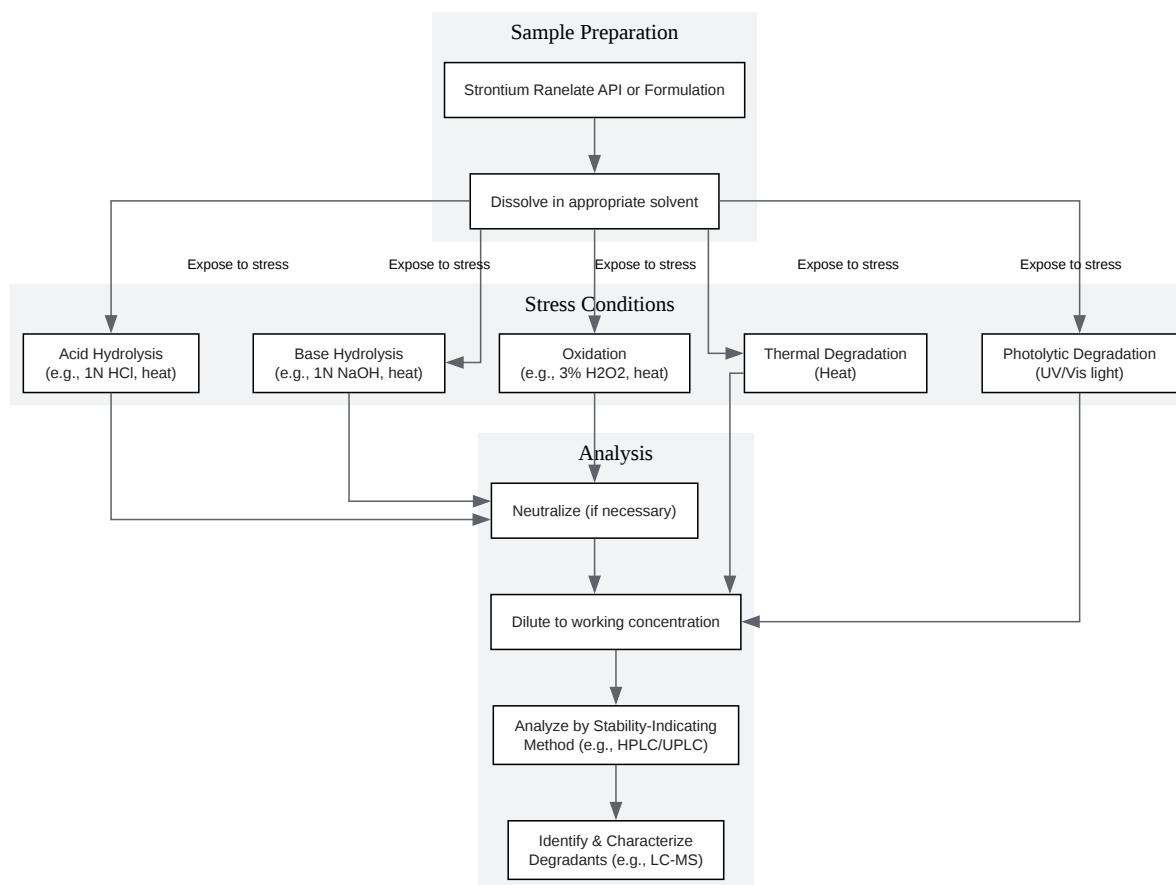 Sample Preparation
Strontium Ranelate API or Formulation
Dissolve in appropriate solvent
Expose to stress
Expose to stress
Expose to stress
Expose to stress
Expose to stress
Stress Conditions
Acid Hydrolysis
(e.g., 1N HCl, heat)
Base Hydrolysis
(e.g., 1N NaOH, heat)
Oxidation
(e.g., 3% H2O2, heat)
Thermal Degradation
(Heat)
Photolytic Degradation
(UV/Vis light)
Analysis
Neutralize (if necessary)
Dilute to working concentration
Analyze by Stability-Indicating
Method (e.g., HPLC/UPLC)
Identify & Characterize
Degradants (e.g., LC-MS)